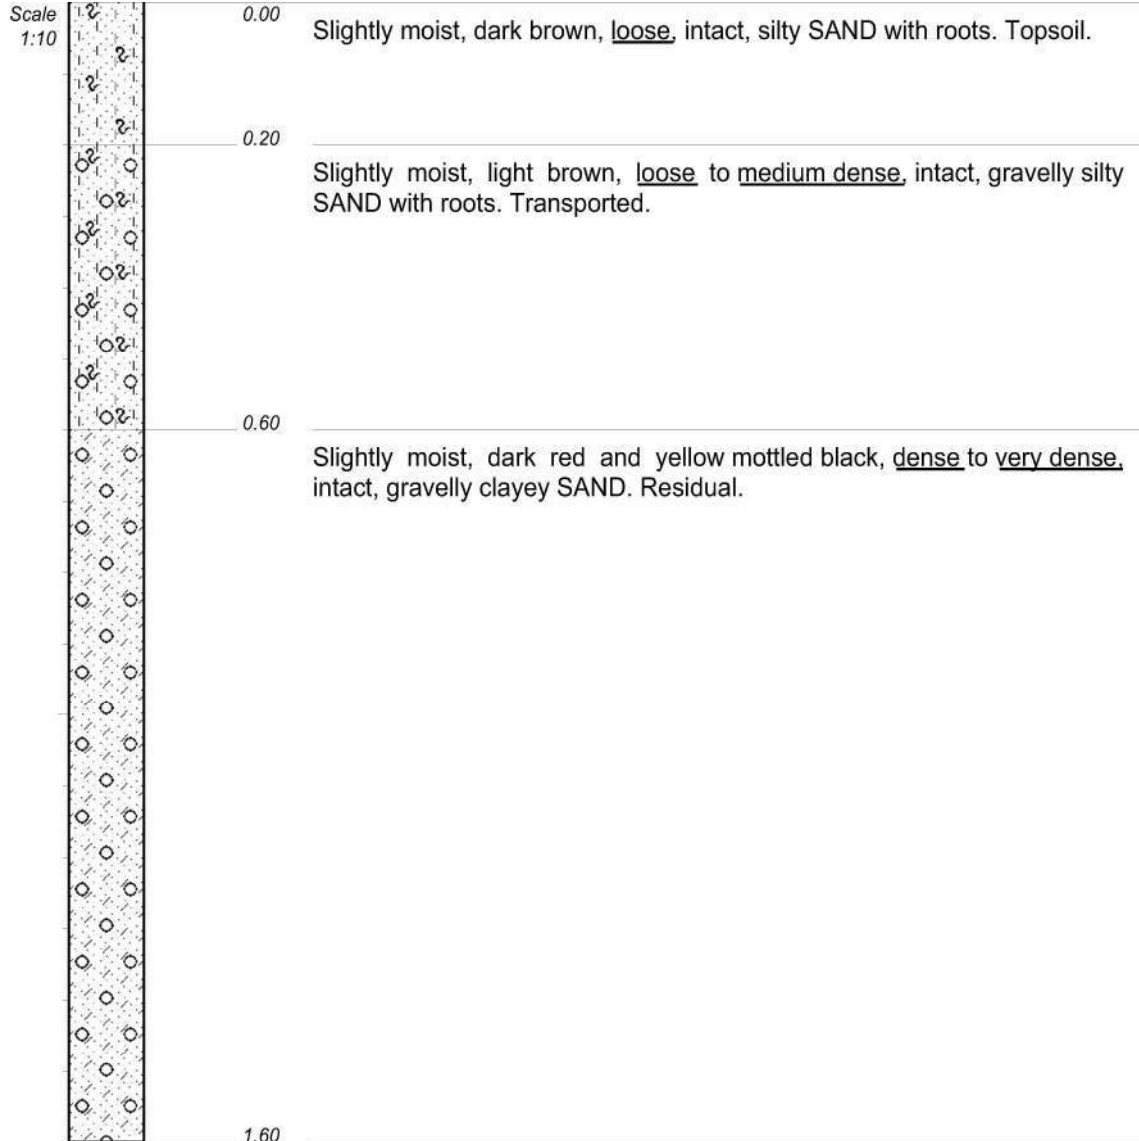 Scale
1:10
0.00
Slightly moist, dark brown, loose, intact, silty SAND with roots. Topsoil.
0.20
Slightly moist, light brown, loose to medium dense, intact, gravelly silty
SAND with roots. Transported.
0.60
Slightly moist, dark red and yellow mottled black, dense to very dense,
intact, gravelly clayey SAND. Residual.
1.60